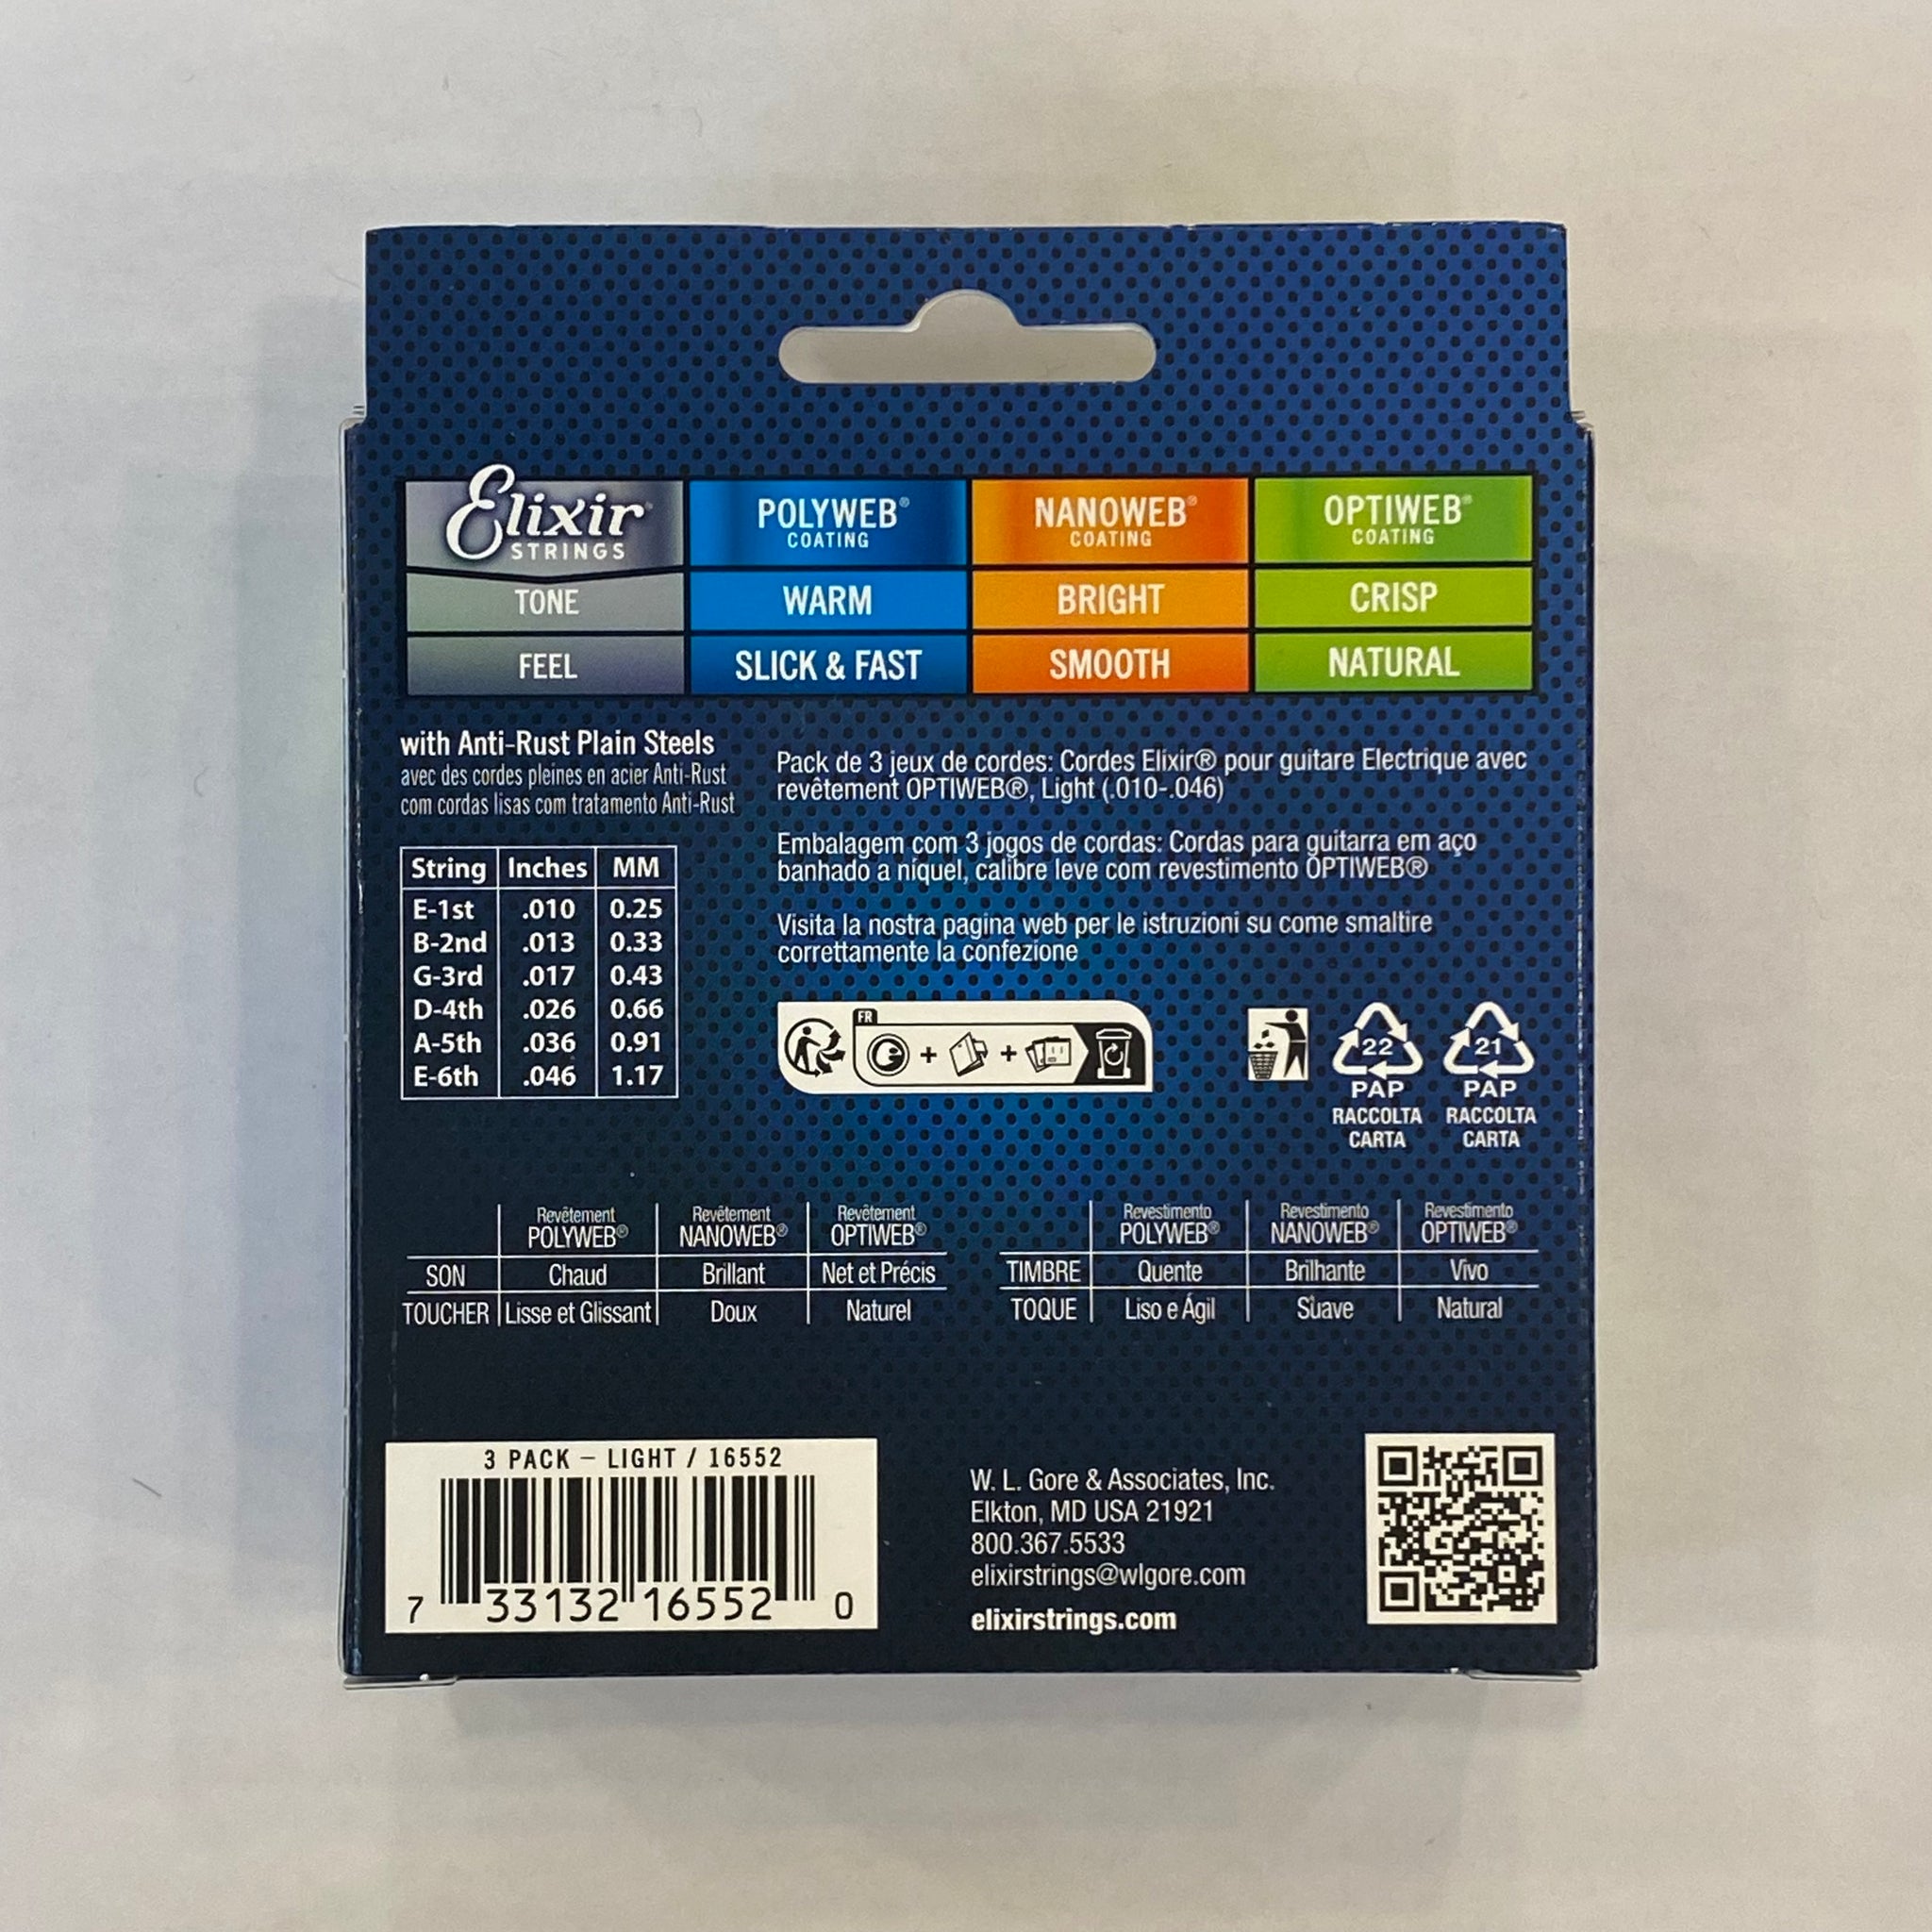 Elixir®
STRINGS
POLYWEB®
COATING
NANOWEB®
COATING
OPTIWEB®
COATING
TONE WARM BRIGHT CRISP
FEEL SLICK & FAST SMOOTH NATURAL
with Anti-Rust Plain Steels
avec des cordes pleines en acier Anti-Rust
com cordas lisas com tratamento Anti-Rust
String Inches MM
E-1st .010 0.25
B-2nd .013 0.33
G-3rd .017 0.43
D-4th .026 0.66
A-5th .036 0.91
E-6th .046 1.17
Pack de 3 jeux de cordes: Cordes Elixir® pour guitare Electrique avec
revêtement OPTIWEB®, Light (.010-.046)
Embalagem com 3 jogos de cordas: Cordas para guitarra em aço
banhado a níquel, calibre leve com revestimento OPTIWEB®
Visita la nostra pagina web per le istruzioni su come smaltire
correttamente la confezione
FR
+ +
22
PAP
RACCOLTA
CARTA
21
PAP
RACCOLTA
CARTA
Revêtement Revêtement Revêtement
POLYWEB® NANOWEB® OPTIWEB®
SON Chaud Brillant Net et Précis
TOUCHER Lisse et Glissant Doux Naturel
Revestimento Revestimento Revestimento
POLYWEB® NANOWEB® OPTIWEB®
TIMBRE Quente Brilhante Vivo
TOQUE Liso e Ágil Suave Natural
3 PACK – LIGHT / 16552
7 33132 16552 0
W. L. Gore & Associates, Inc.
Elkton, MD USA 21921
800.367.5533
elixirstrings@wlgore.com
elixirstrings.com